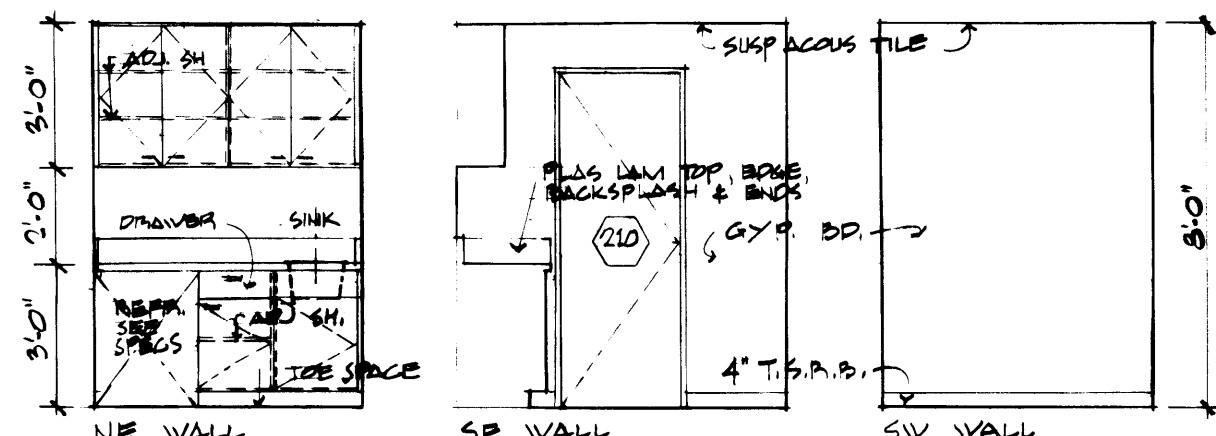 SUSP ACOUS TILE
ADJ. SH
3'-0"
PLAS LAM TOP, EDGE,
BACKSPLASH & ENDS
2'-0"
DRAWER
SINK
210
GYP. BD.
8'-0"
REFR.
SEE
SPECS
ADJ SH.
3'-0"
TOE SPACE
4" T.S.R.B.
NE WALL
SE WALL
SW WALL